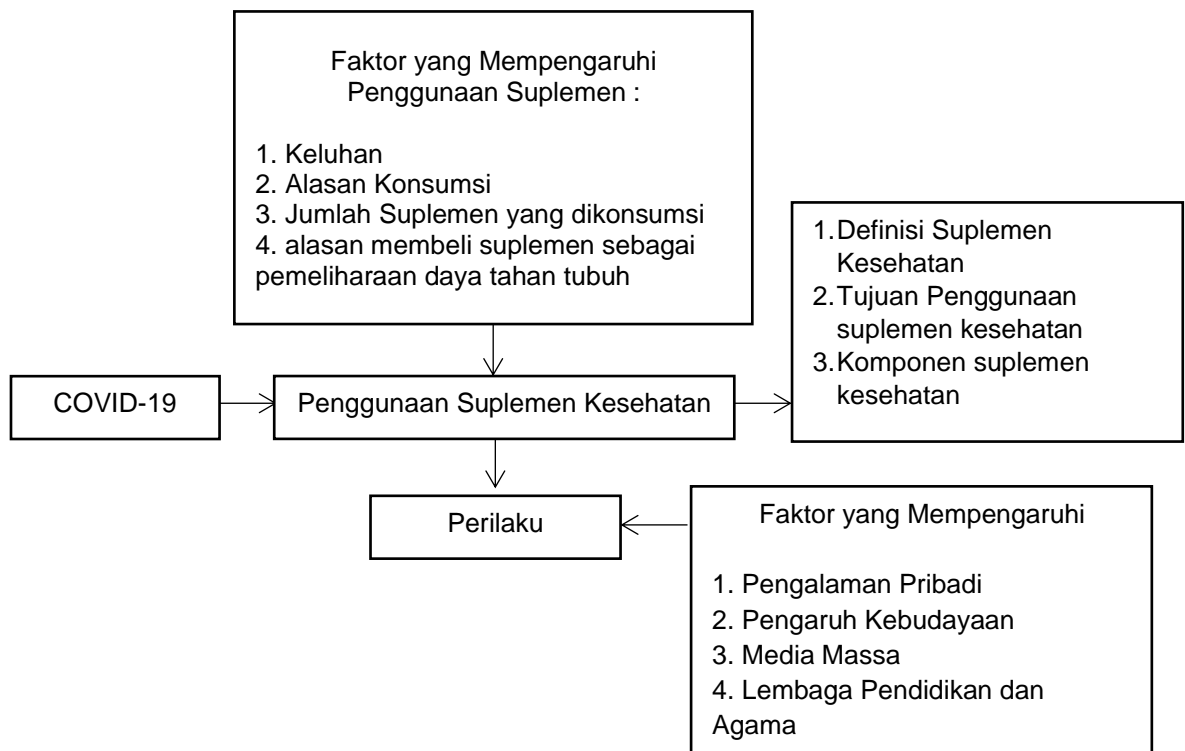 Faktor yang Mempengaruhi
Penggunaan Suplemen :
1. Keluhan
2. Alasan Konsumsi
3. Jumlah Suplemen yang dikonsumsi
4. alasan membeli suplemen sebagai
pemeliharaan daya tahan tubuh
1.Definisi Suplemen
Kesehatan
2.Tujuan Penggunaan
suplemen kesehatan
3.Komponen suplemen
kesehatan
COVID-19
Penggunaan Suplemen Kesehatan
Perilaku
Faktor yang Mempengaruhi
1. Pengalaman Pribadi
2. Pengaruh Kebudayaan
3. Media Massa
4. Lembaga Pendidikan dan
Agama